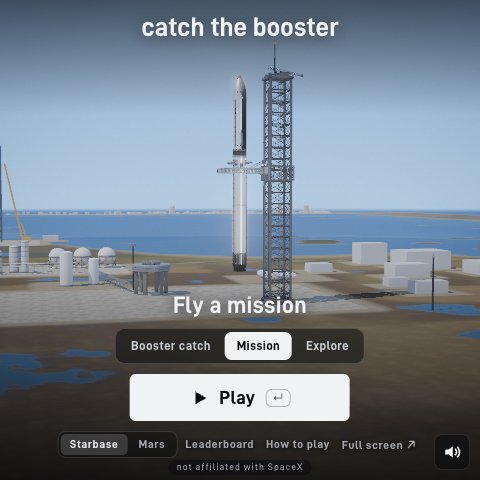 catch the booster
Fly a mission
Booster catch Mission Explore
Play
Starbase Mars Leaderboard How to play Full screen ↗
not affiliated with SpaceX